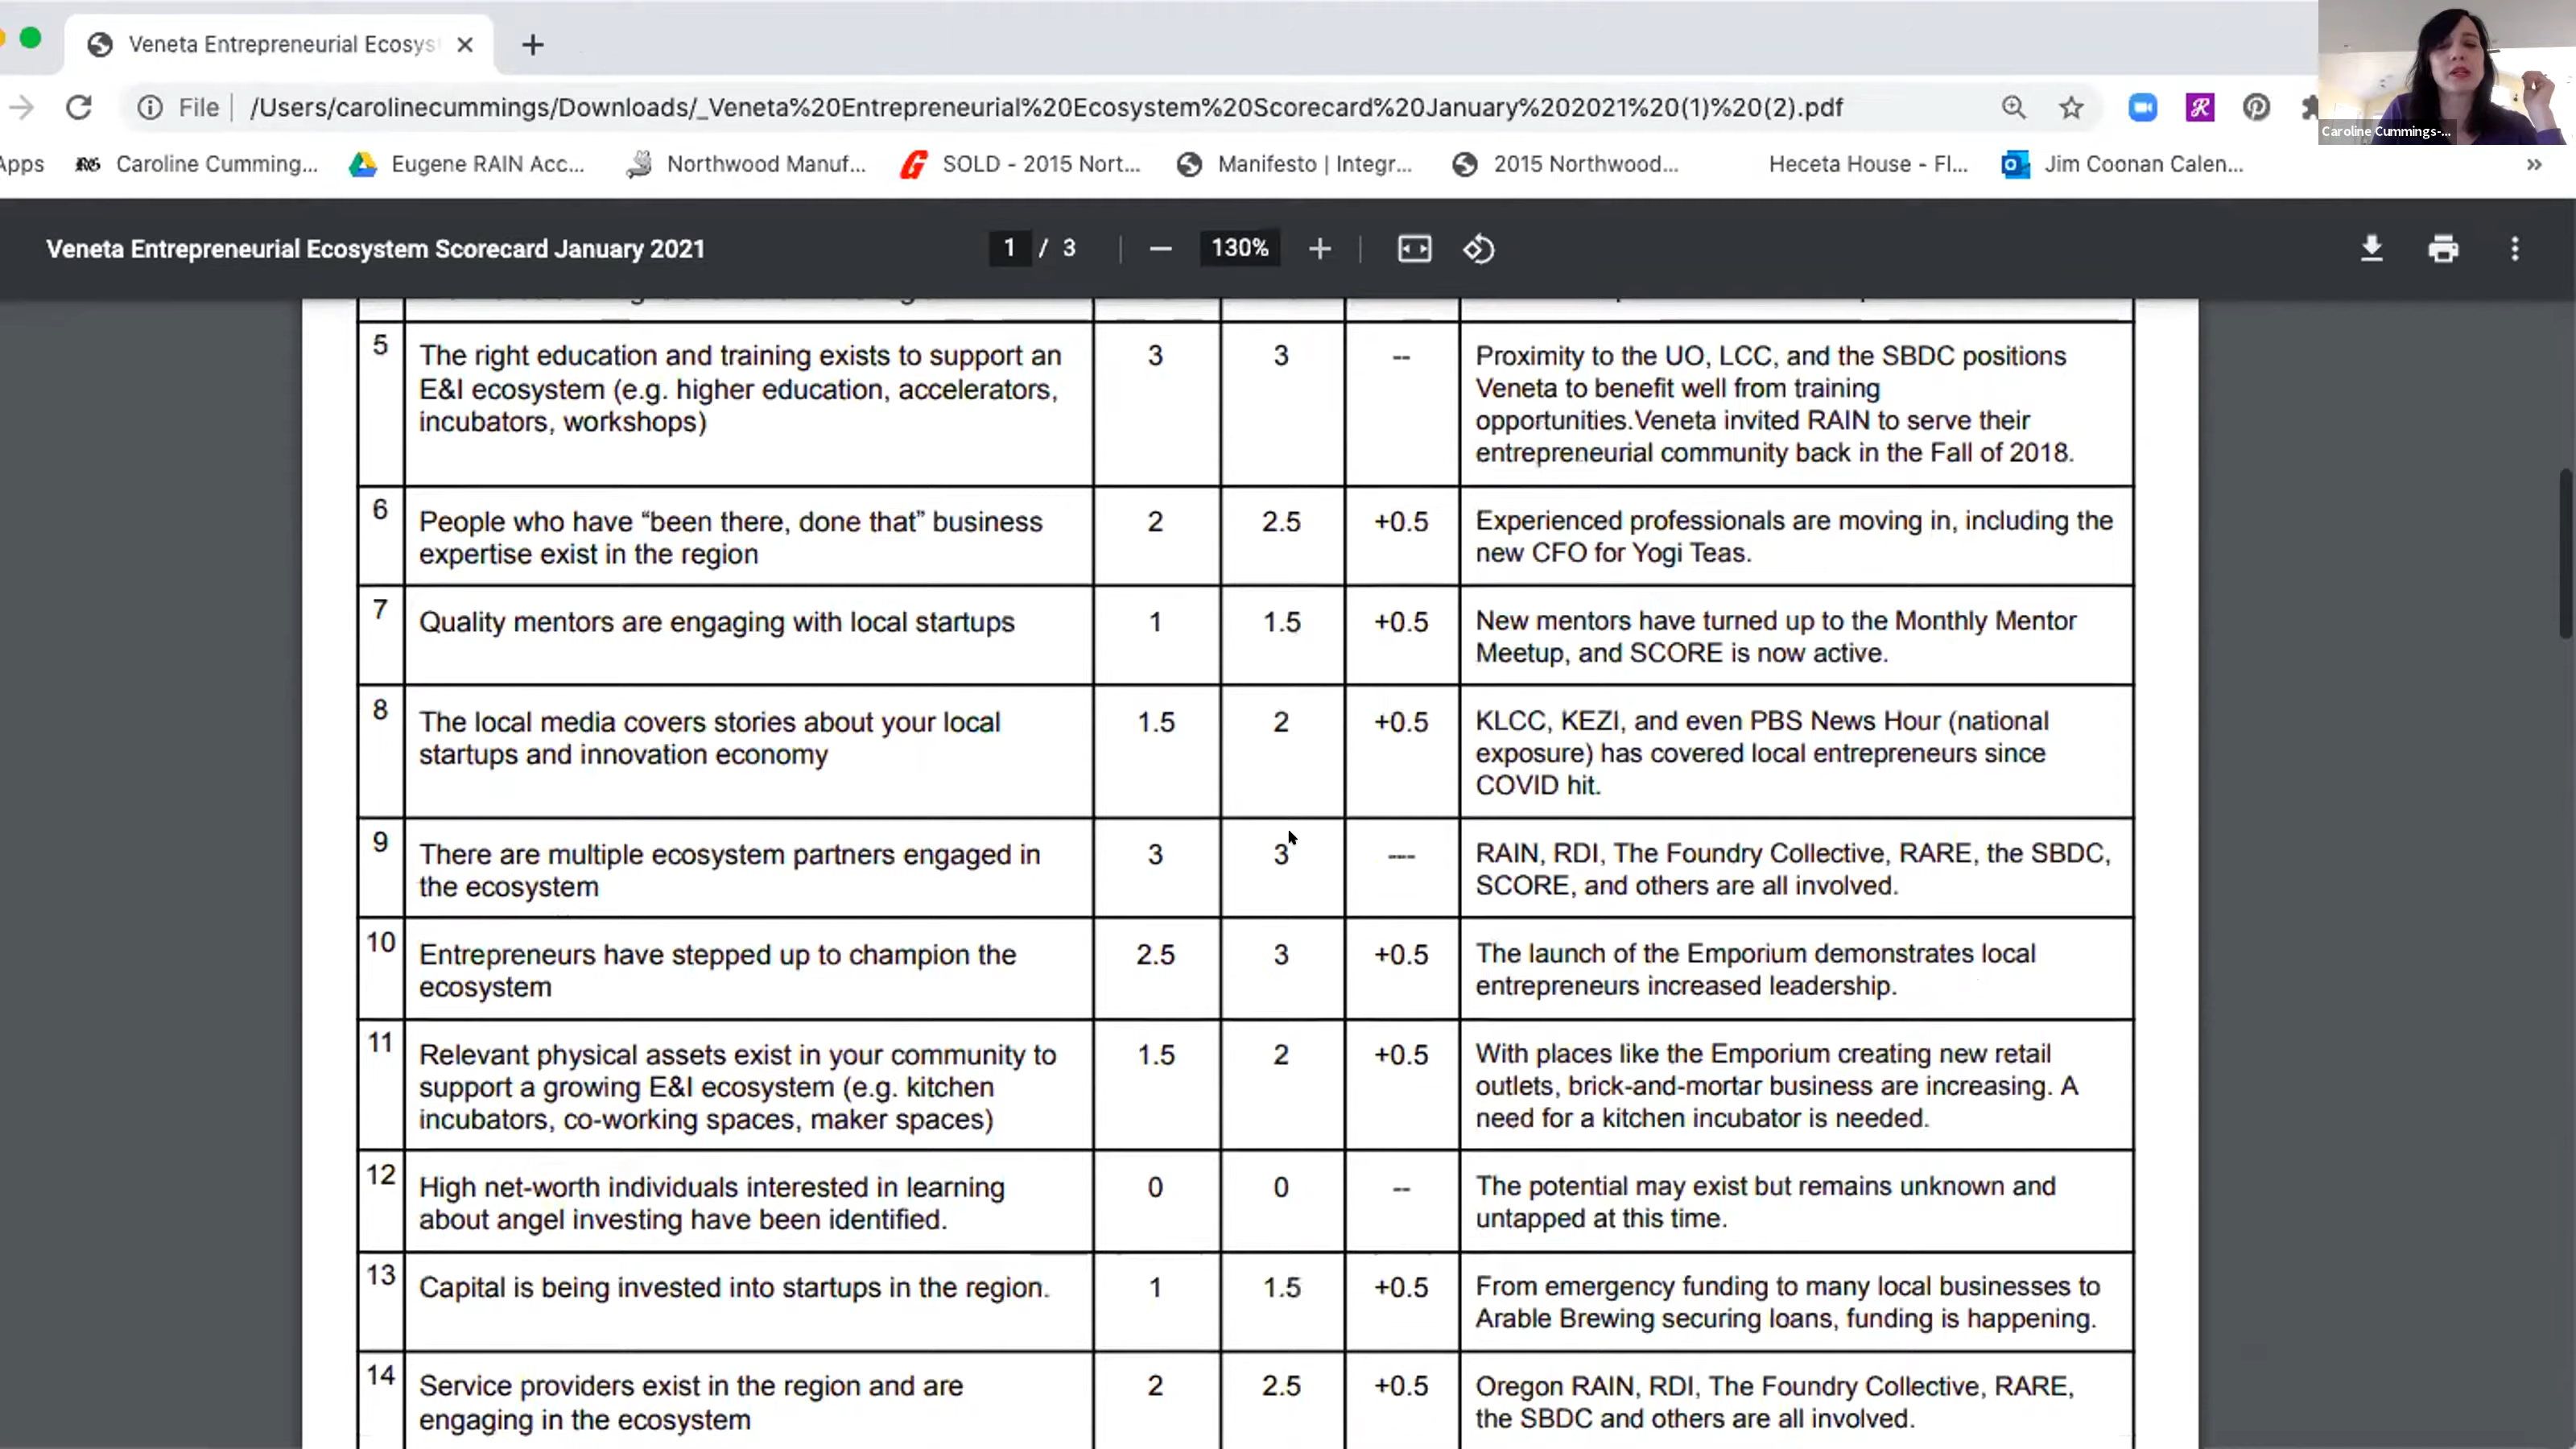 Veneta Entrepreneurial Ecosys
File
/Users/carolinecummings/Downloads/_Veneta%20Entrepreneurial%20Ecosystem%20Scorecard%20January%202021%20(1)%20(2).pdf
Caroline Cummings-...
Apps
Caroline Cumming...
Eugene RAIN Acc...
Northwood Manuf...
SOLD - 2015 Nort...
Manifesto | Integr...
2015 Northwood...
Heceta House - Fl...
Jim Coonan Calen...
»
Veneta Entrepreneurial Ecosystem Scorecard January 2021
1 / 3
130%
5
The right education and training exists to support an
E&I ecosystem (e.g. higher education, accelerators,
incubators, workshops)
3
3
--
Proximity to the UO, LCC, and the SBDC positions
Veneta to benefit well from training
opportunities.Veneta invited RAIN to serve their
entrepreneurial community back in the Fall of 2018.
6
People who have “been there, done that” business
expertise exist in the region
2
2.5
+0.5
Experienced professionals are moving in, including the
new CFO for Yogi Teas.
7
Quality mentors are engaging with local startups
1
1.5
+0.5
New mentors have turned up to the Monthly Mentor
Meetup, and SCORE is now active.
8
The local media covers stories about your local
startups and innovation economy
1.5
2
+0.5
KLCC, KEZI, and even PBS News Hour (national
exposure) has covered local entrepreneurs since
COVID hit.
9
There are multiple ecosystem partners engaged in
the ecosystem
3
3
---
RAIN, RDI, The Foundry Collective, RARE, the SBDC,
SCORE, and others are all involved.
10
Entrepreneurs have stepped up to champion the
ecosystem
2.5
3
+0.5
The launch of the Emporium demonstrates local
entrepreneurs increased leadership.
11
Relevant physical assets exist in your community to
support a growing E&I ecosystem (e.g. kitchen
incubators, co-working spaces, maker spaces)
1.5
2
+0.5
With places like the Emporium creating new retail
outlets, brick-and-mortar business are increasing. A
need for a kitchen incubator is needed.
12
High net-worth individuals interested in learning
about angel investing have been identified.
0
0
--
The potential may exist but remains unknown and
untapped at this time.
13
Capital is being invested into startups in the region.
1
1.5
+0.5
From emergency funding to many local businesses to
Arable Brewing securing loans, funding is happening.
14
Service providers exist in the region and are
engaging in the ecosystem
2
2.5
+0.5
Oregon RAIN, RDI, The Foundry Collective, RARE,
the SBDC and others are all involved.